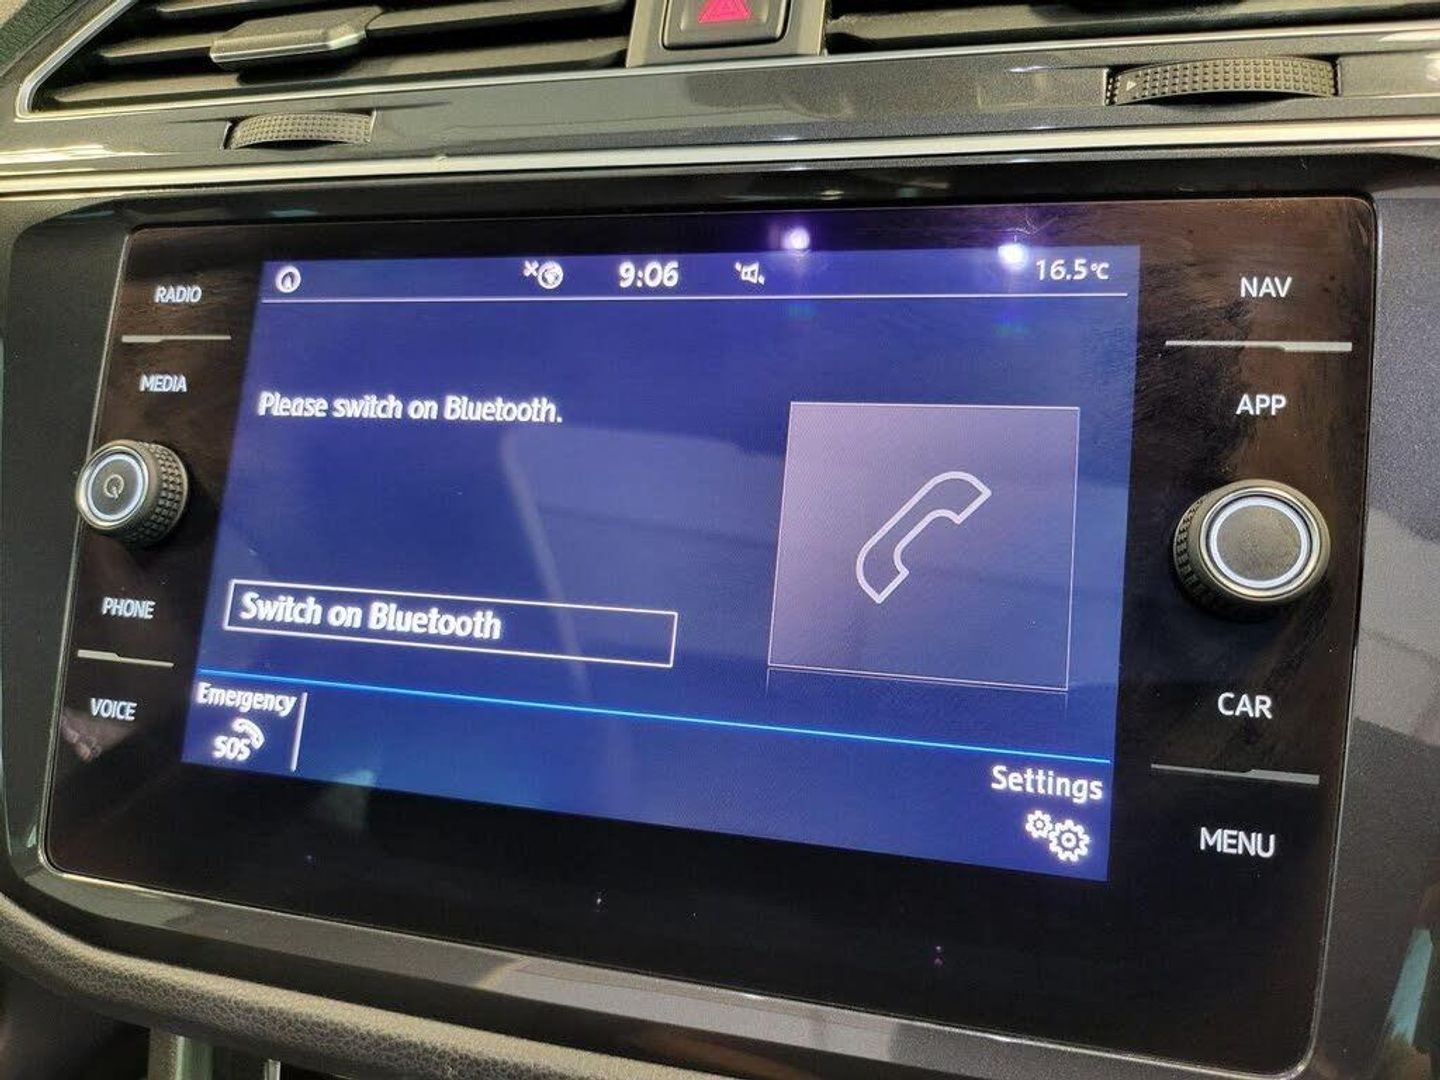 9:06
16.5°C
RADIO
NAV
MEDIA
APP
Please switch on Bluetooth.
Switch on Bluetooth
PHONE
CAR
VOICE
Emergency
SOS
Settings
MENU